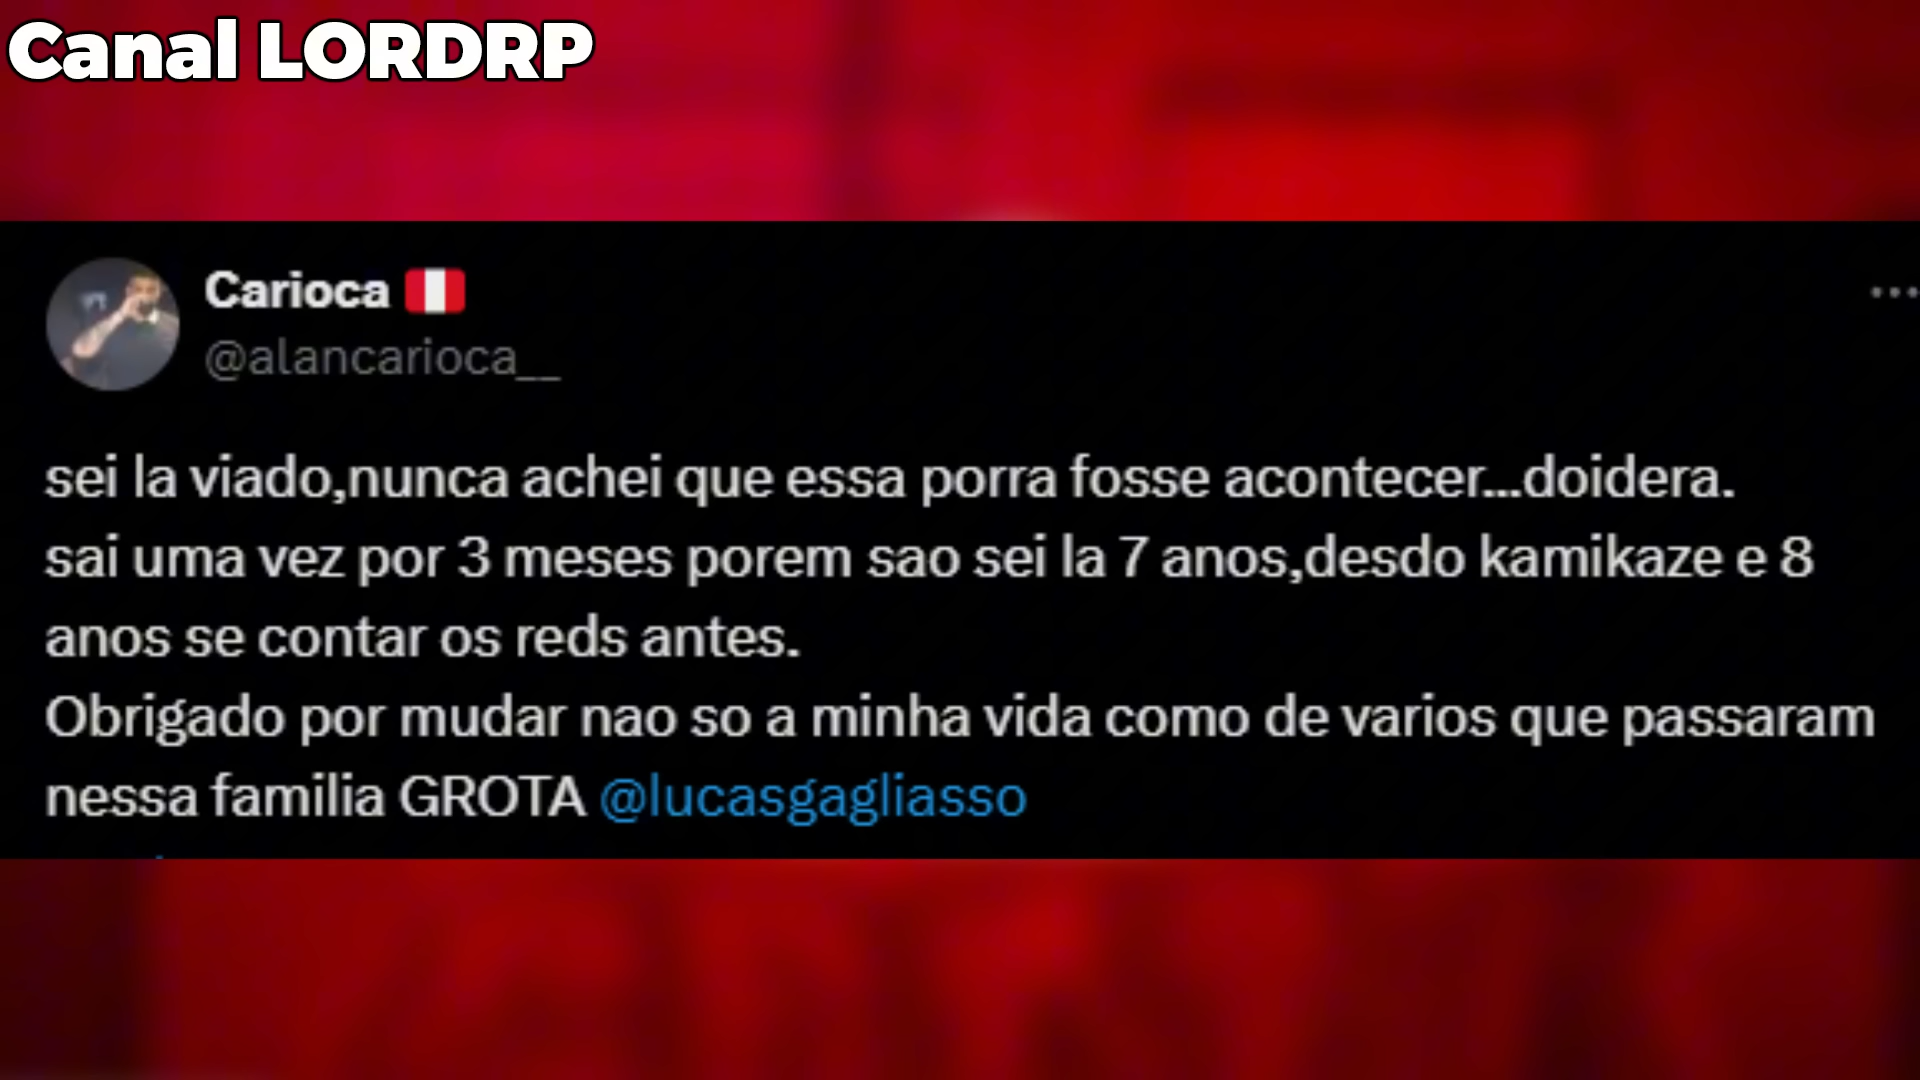 Canal LORDRP
Carioca
@alancarioca__
sei la viado,nunca achei que essa porra fosse acontecer...doidera.
sai uma vez por 3 meses porem sao sei la 7 anos,desdo kamikaze e 8
anos se contar os reds antes.
Obrigado por mudar nao so a minha vida como de varios que passaram
nessa familia GROTA @lucasgagliasso